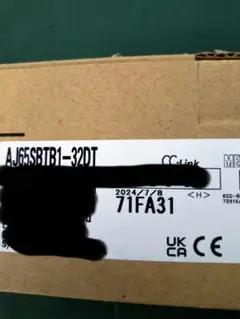 AJ65SBTB1-32DT
CC-Link
2024/7/8
71FA31
<H>
UK
CA CE